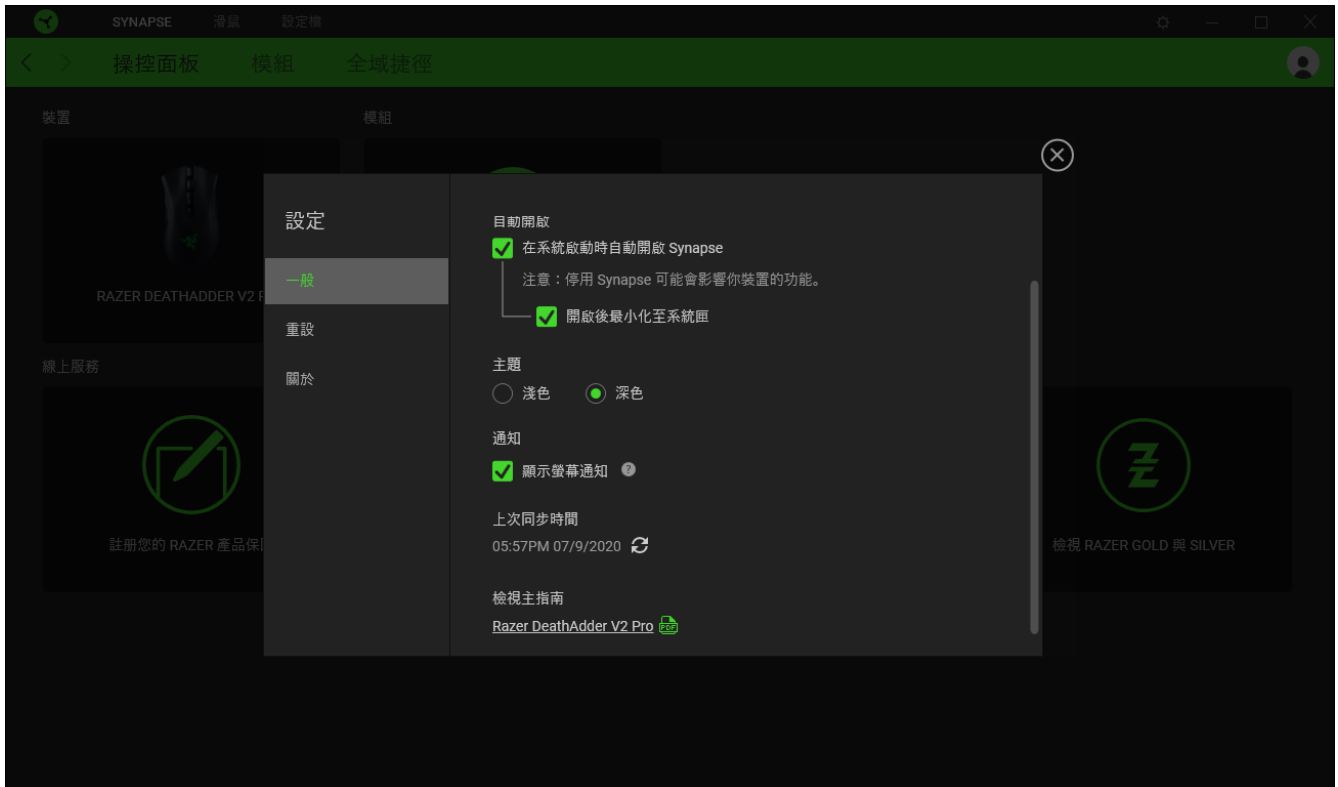 SYNAPSE 滑鼠 設定檔
操控面板 模組 全域捷徑
裝置 模組
RAZER DEATHADDER V2 P
線上服務
註册您的 RAZER 產品保
檢視 RAZER GOLD 與 SILVER
設定
一般
重設
關於
目動開啟
在系統啟動時自動開啟 Synapse
注意：停用 Synapse 可能會影響你裝置的功能。
開啟後最小化至系統匣
主題
淺色 深色
通知
顯示螢幕通知 ?
上次同步時間
05:57PM 07/9/2020
檢視主指南
Razer DeathAdder V2 Pro PDF